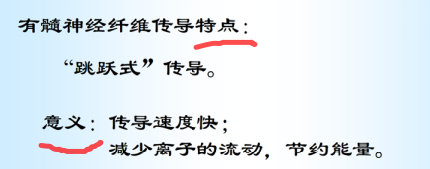 有髓神经纤维传导特点：
“跳跃式”传导。
意义：传导速度快；
减少离子的流动，节约能量。